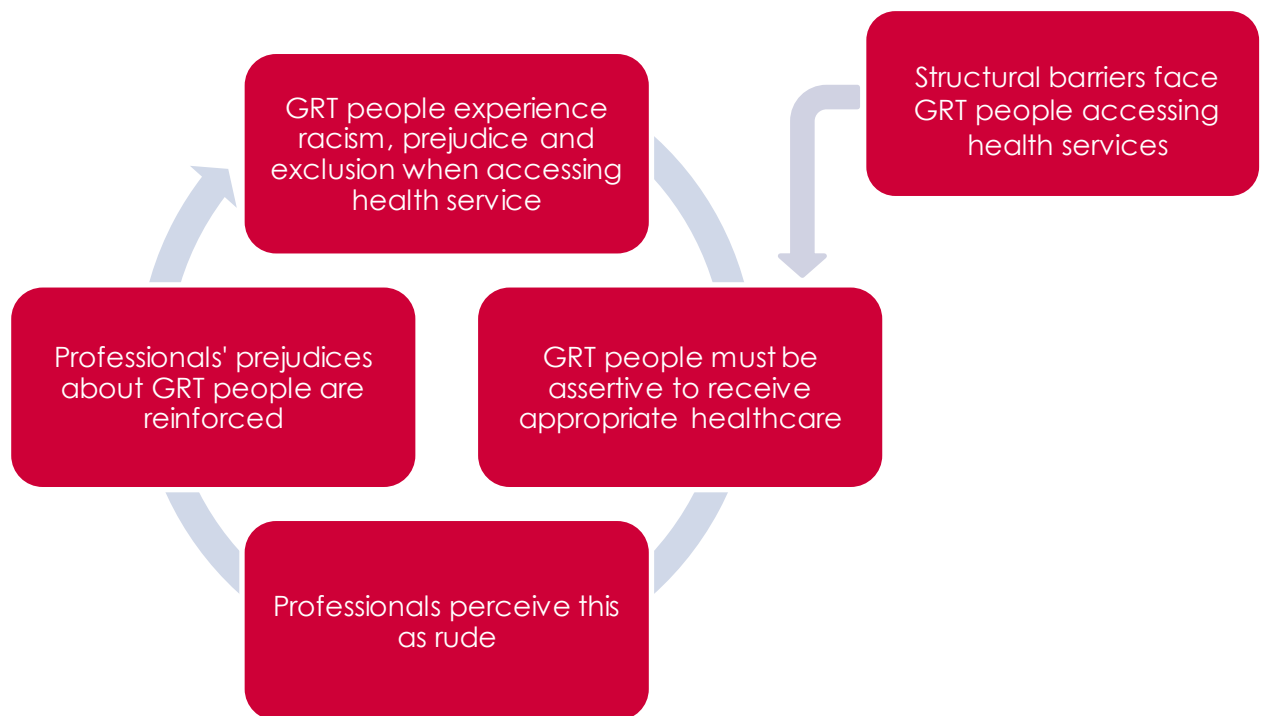 GRT people experience
racism, prejudice and
exclusion when accessing
health service
Structural barriers face
GRT people accessing
health services
GRT people must be
assertive to receive
appropriate healthcare
Professionals perceive this
as rude
Professionals' prejudices
about GRT people are
reinforced